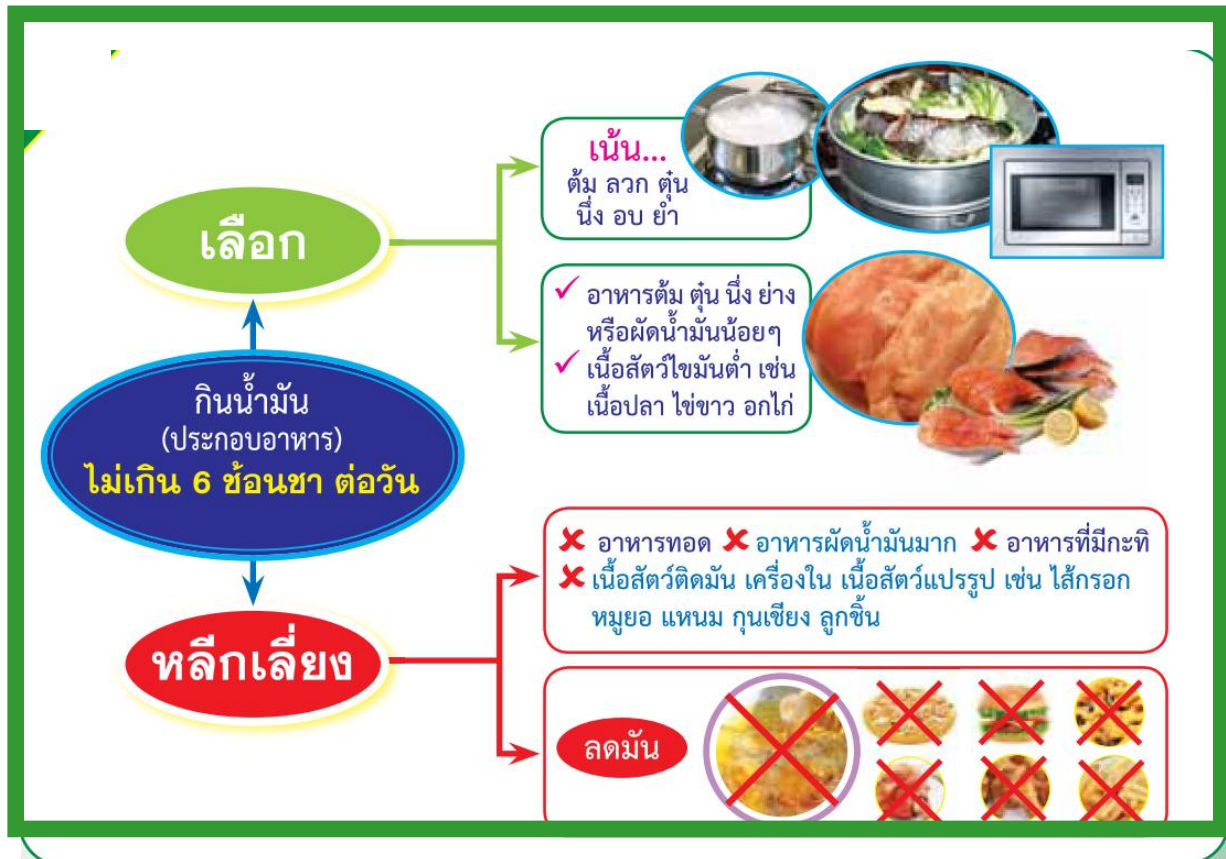 เน้น...
ต้ม ลวก ตุ๋น
นึ่ง อบ ยำ
เลือก
✓ อาหารต้ม ตุ๋น นึ่ง ย่าง
หรือผัดน้ำมันน้อยๆ
✓ เนื้อสัตว์ไขมันต่ำ เช่น
เนื้อปลา ไข่ขาว อกไก่
กินน้ำมัน
(ประกอบอาหาร)
ไม่เกิน 6 ช้อนชา ต่อวัน
✘ อาหารทอด ✘ อาหารผัดน้ำมันมาก ✘ อาหารที่มีกะทิ
✘ เนื้อสัตว์ติดมัน เครื่องใน เนื้อสัตว์แปรรูป เช่น ไส้กรอก
หมูยอ แหนม กุนเชียง ลูกชิ้น
หลีกเลี่ยง
ลดมัน